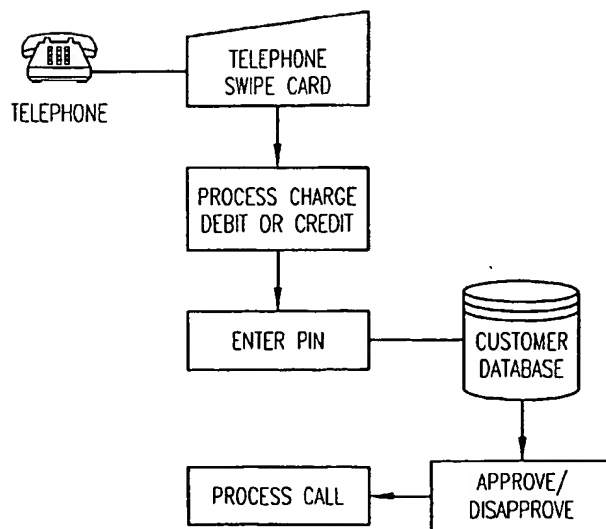 TELEPHONE
SWIPE CARD
TELEPHONE
PROCESS CHARGE
DEBIT OR CREDIT
ENTER PIN
CUSTOMER
DATABASE
PROCESS CALL
APPROVE/
DISAPPROVE